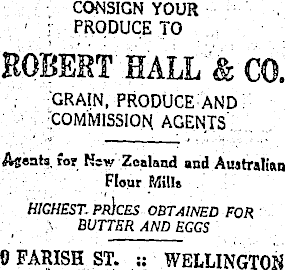 CONSIGN YOUR
PRODUCE TO
ROBERT HALL & CO.
GRAIN, PRODUCE AND
COMMISSION AGENTS
Agents for New Zealand and Australian
Flour Mills
HIGHEST PRICES OBTAINED FOR
BUTTER AND EGGS
9 FARISH ST. :: WELLINGTON